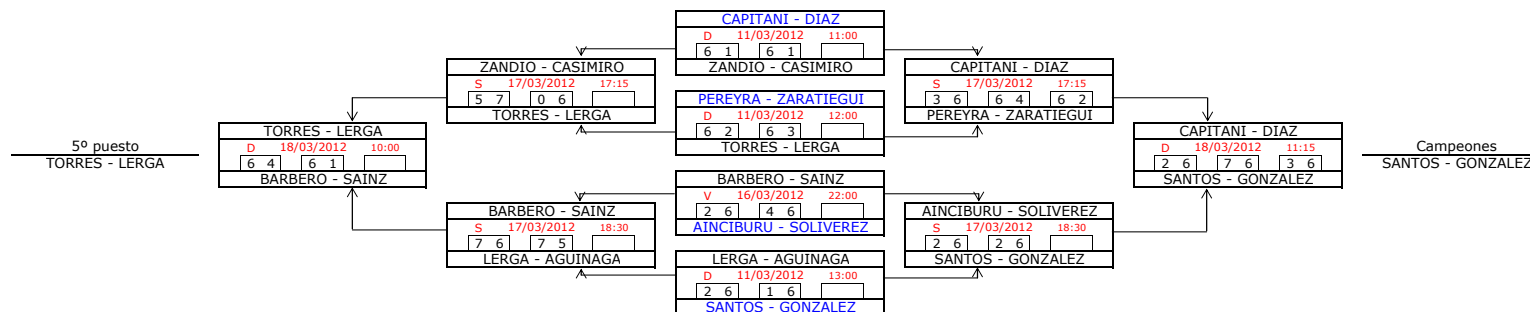 CAPITANI - DIAZ
D 11/03/2012 11:00
6 1 6 1
ZANDIO - CASIMIRO
ZANDIO - CASIMIRO
S 17/03/2012 17:15
5 7 0 6
TORRES - LERGA
CAPITANI - DIAZ
S 17/03/2012 17:15
3 6 6 4 6 2
PEREYRA - ZARATIEGUI
PEREYRA - ZARATIEGUI
D 11/03/2012 12:00
6 2 6 3
TORRES - LERGA
5º puesto
TORRES - LERGA
TORRES - LERGA
D 18/03/2012 10:00
6 4 6 1
BARBERO - SAINZ
CAPITANI - DIAZ
D 18/03/2012 11:15
2 6 7 6 3 6
SANTOS - GONZALEZ
Campeones
SANTOS - GONZALEZ
BARBERO - SAINZ
V 16/03/2012 22:00
2 6 4 6
AINCIBURU - SOLIVEREZ
BARBERO - SAINZ
S 17/03/2012 18:30
7 6 7 5
LERGA - AGUINAGA
AINCIBURU - SOLIVEREZ
S 17/03/2012 18:30
2 6 2 6
SANTOS - GONZALEZ
LERGA - AGUINAGA
D 11/03/2012 13:00
2 6 1 6
SANTOS - GONZALEZ